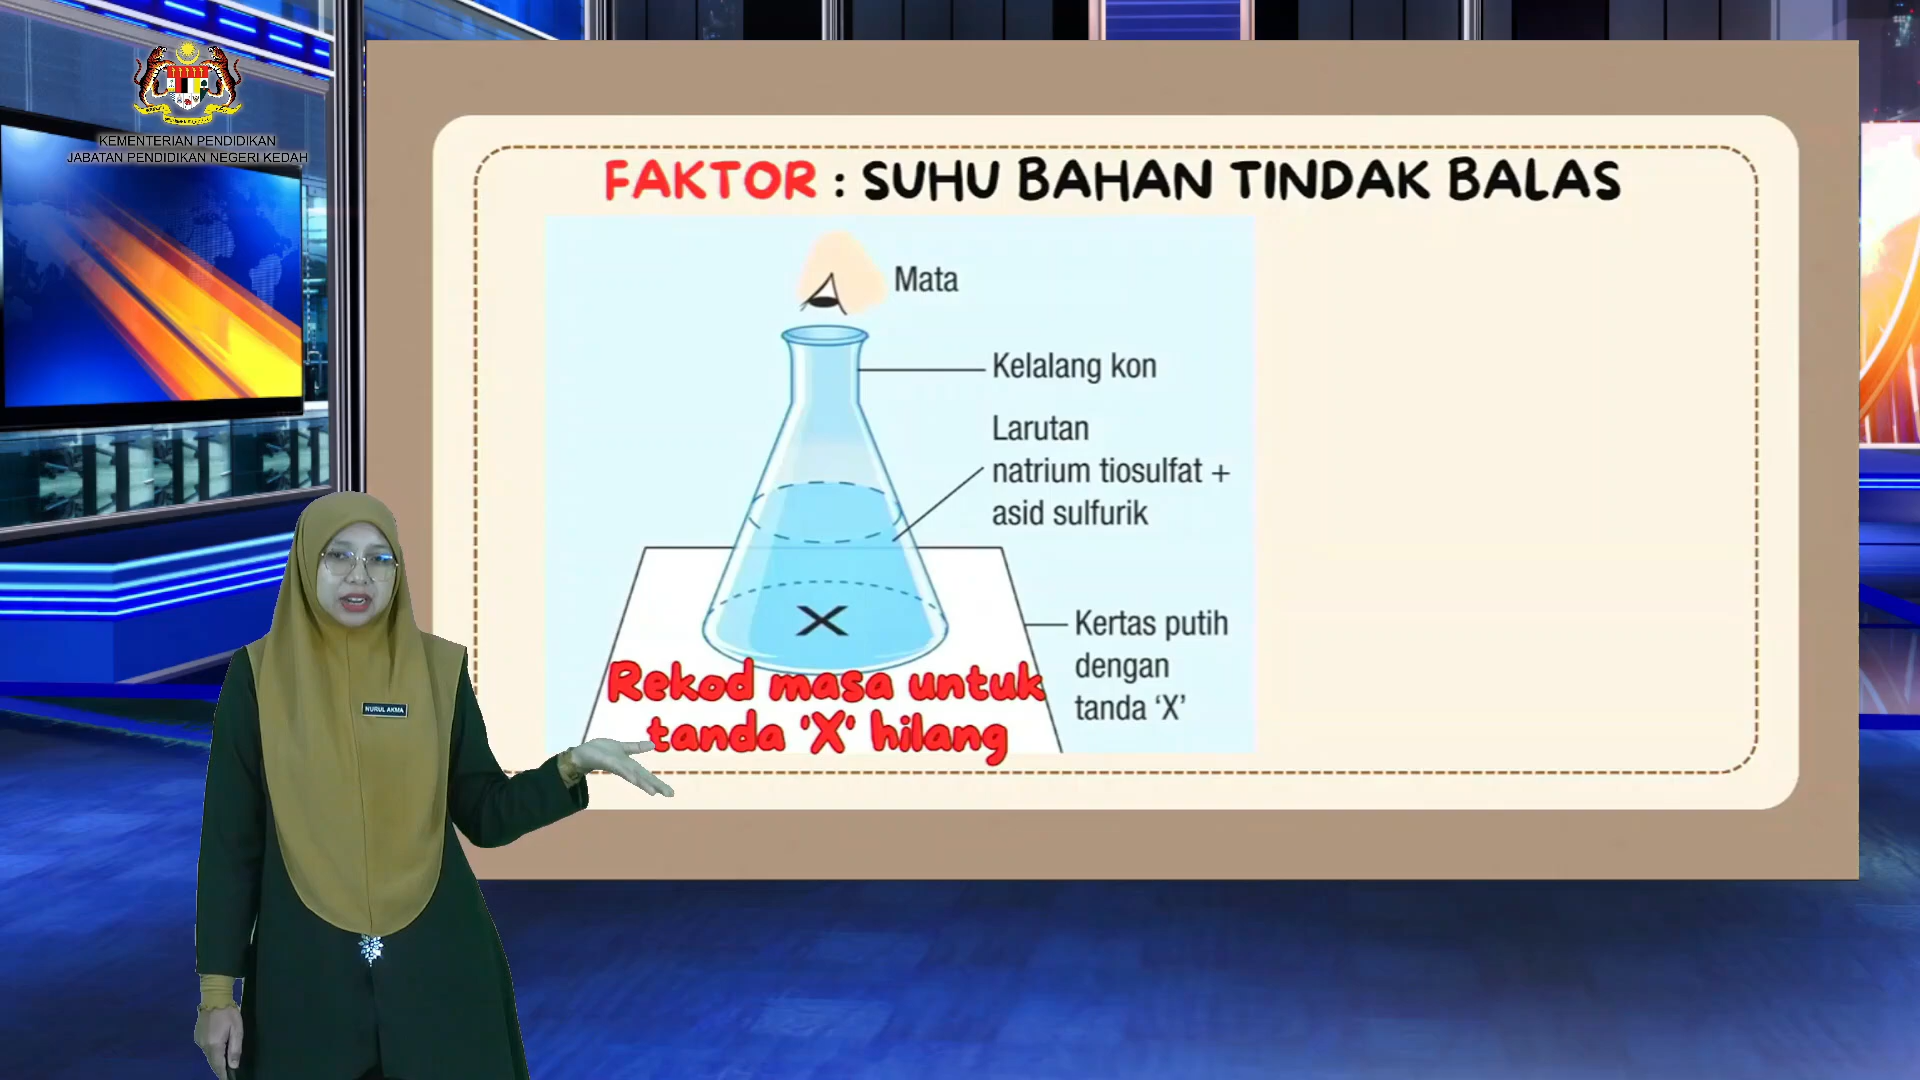 KEMENTERIAN PENDIDIKAN
JABATAN PENDIDIKAN NEGERI KEDAH
FAKTOR : SUHU BAHAN TINDAK BALAS
Mata
Kelalang kon
Larutan
natrium tiosulfat +
asid sulfurik
X
Kertas putih
dengan
tanda ‘X’
Rekod masa untuk
tanda 'X' hilang
NURUL AKMA